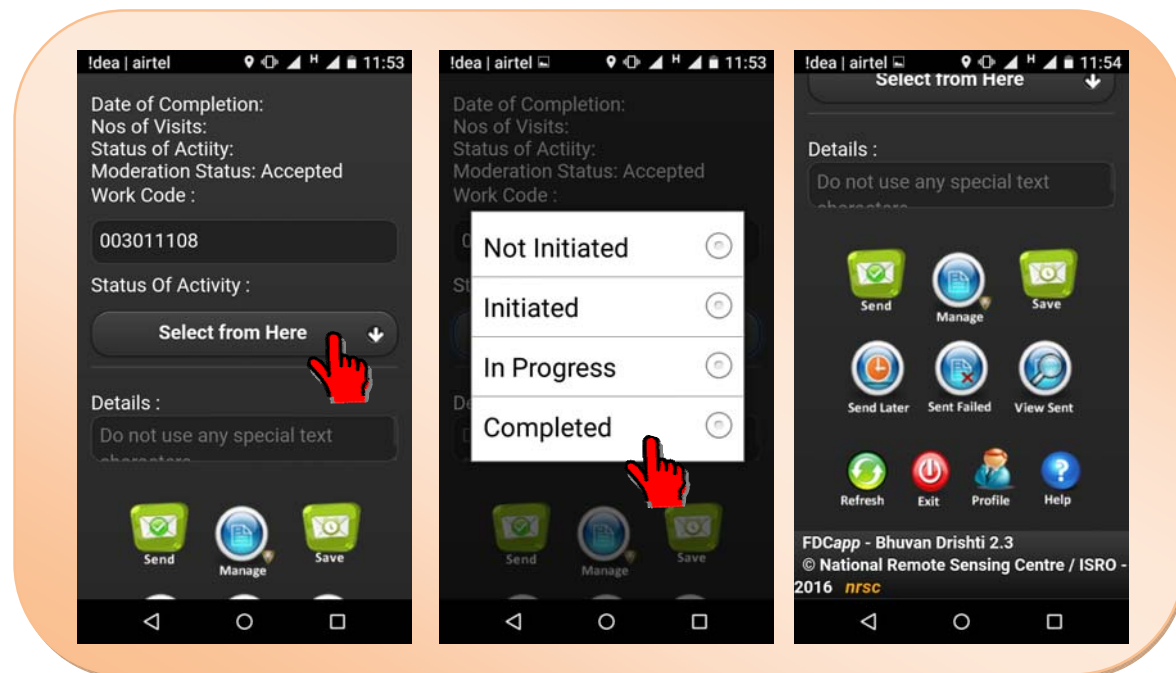 !dea | airtel H 11:53
Date of Completion:
Nos of Visits:
Status of Actiity:
Moderation Status: Accepted
Work Code :
003011108
Status Of Activity :
Select from Here
Details :
Do not use any special text
characters
Send
Manage
Save
!dea | airtel H 11:53
Date of Completion:
Nos of Visits:
Status of Actiity:
Moderation Status: Accepted
Work Code :
Not Initiated
Initiated
In Progress
Completed
Send
Manage
Save
!dea | airtel H 11:54
Select from Here
Details :
Do not use any special text
characters
Send
Manage
Save
Send Later
Sent Failed
View Sent
Refresh
Exit
Profile
Help
FDCapp - Bhuvan Drishti 2.3
© National Remote Sensing Centre / ISRO -
2016 nrsc